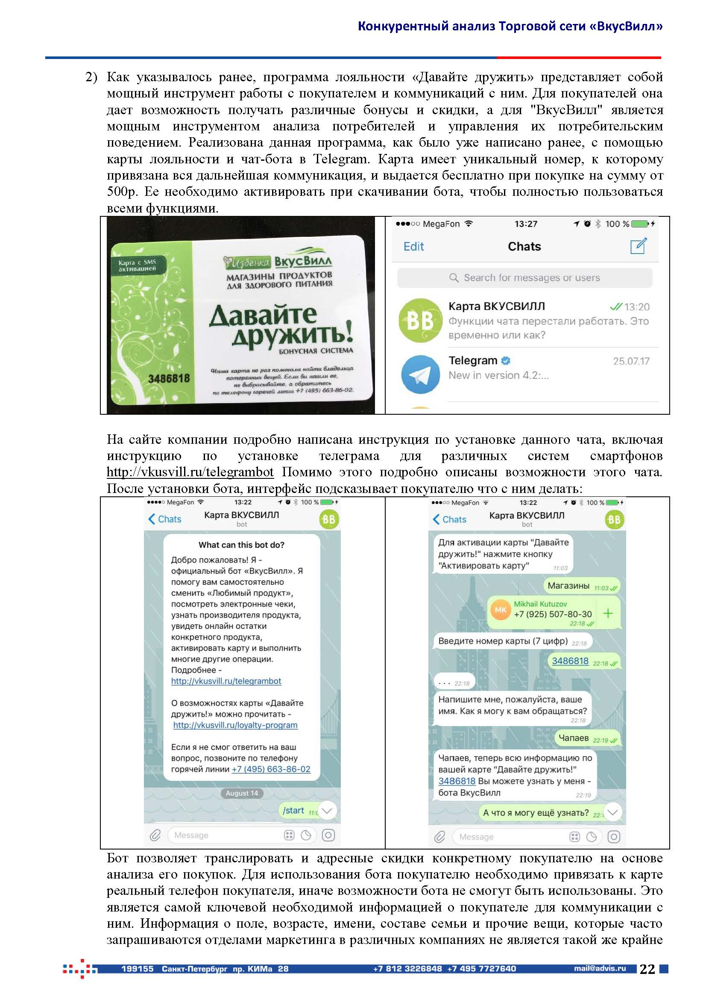 Конкурентный анализ Торговой сети «ВкусВилл»
2) Как указывалось ранее, программа лояльности «Давайте дружить» представляет собой
мощный инструмент работы с покупателем и коммуникаций с ним. Для покупателей она
дает возможность получать различные бонусы и скидки, а для "ВкусВилл" является
мощным инструментом анализа потребителей и управления их потребительским
поведением. Реализована данная программа, как было уже написано ранее, с помощью
карты лояльности и чат-бота в Telegram. Карта имеет уникальный номер, к которому
привязана вся дальнейшая коммуникация, и выдается бесплатно при покупке на сумму от
500р. Ее необходимо активировать при скачивании бота, чтобы полностью пользоваться
всеми функциями.
Карта с SMS
активацией
Избёнка ВкусВилл
МАГАЗИНЫ ПРОДУКТОВ
ДЛЯ ЗДОРОВОГО ПИТАНИЯ
Давайте
дружить!
БОНУСНАЯ СИСТЕМА
3486818
Наша карта не раз помогала найти владельца
потерянных вещей. Если вы нашли ее,
не выбрасывайте, а обратитесь
по телефону горячей линии +7 (495) 663-86-02.
MegaFon 13:27 100 %
Edit Chats
Search for messages or users
Карта ВКУСВИЛЛ 13:20
Функции чата перестали работать. Это
временно или как?
Telegram 25.07.17
New in version 4.2:...
На сайте компании подробно написана инструкция по установке данного чата, включая
инструкцию по установке телеграма для различных систем смартфонов
http://vkusvill.ru/telegrambot Помимо этого подробно описаны возможности этого чата.
После установки бота, интерфейс подсказывает покупателю что с ним делать:
MegaFon 13:22 100 %
Chats Карта ВКУСВИЛЛ BB
bot
What can this bot do?
Добро пожаловать! Я -
официальный бот «ВкусВилл». Я
помогу вам самостоятельно
сменить «Любимый продукт»,
посмотреть электронные чеки,
узнать производителя продукта,
увидеть онлайн остатки
конкретного продукта,
активировать карту и выполнить
многие другие операции.
Подробнее -
http://vkusvill.ru/telegrambot
О возможностях карты «Давайте
дружить!» можно прочитать -
http://vkusvill.ru/loyalty-program
Если я не смог ответить на ваш
вопрос, позвоните по телефону
горячей линии +7 (495) 663-86-02
August 14
/start
Message
MegaFon 13:22 100 %
Chats Карта ВКУСВИЛЛ BB
bot
Для активации карты "Давайте
дружить!" нажмите кнопку
"Активировать карту" 11:03
Магазины 11:03
MK Mikhail Kutuzov
+7 (925) 507-80-30
22:18
Введите номер карты (7 цифр) 22:18
3486818 22:18
. . . 22:18
Напишите мне, пожалуйста, ваше
имя. Как я могу к вам обращаться?
22:18
Чапаев 22:19
Чапаев, теперь всю информацию по
вашей карте "Давайте дружить!"
3486818 Вы можете узнать у меня -
бота ВкусВилл 22:19
А что я могу ещё узнать?
Message
Бот позволяет транслировать и адресные скидки конкретному покупателю на основе
анализа его покупок. Для использования бота покупателю необходимо привязать к карте
реальный телефон покупателя, иначе возможности бота не смогут быть использованы. Это
является самой ключевой необходимой информацией о покупателе для коммуникации с
ним. Информация о поле, возрасте, имени, составе семьи и прочие вещи, которые часто
запрашиваются отделами маркетинга в различных компаниях не является такой же крайне
199155 Санкт-Петербург пр. КИМа 28 +7 812 3226848 +7 495 7727640 mail@advis.ru 22